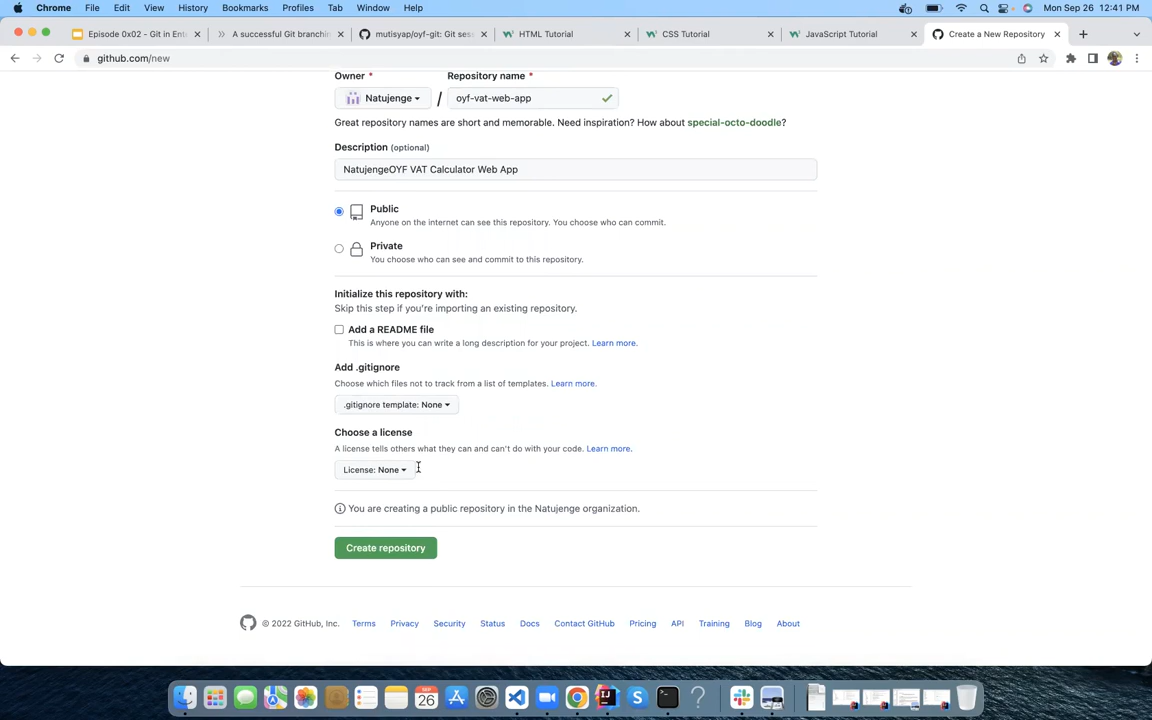 Chrome File Edit View History Bookmarks Profiles Tab Window Help Mon Sep 26 12:41 PM
Episode 0x02 - Git in Ent
A successful Git branchin
mutisyap/oyf-git: Git ses
HTML Tutorial
CSS Tutorial
JavaScript Tutorial
Create a New Repository
github.com/new
Owner * Repository name *
Natujenge / oyf-vat-web-app
Great repository names are short and memorable. Need inspiration? How about special-octo-doodle?
Description (optional)
NatujengeOYF VAT Calculator Web App
Public
Anyone on the internet can see this repository. You choose who can commit.
Private
You choose who can see and commit to this repository.
Initialize this repository with:
Skip this step if you're importing an existing repository.
Add a README file
This is where you can write a long description for your project. Learn more.
Add .gitignore
Choose which files not to track from a list of templates. Learn more.
.gitignore template: None
Choose a license
A license tells others what they can and can't do with your code. Learn more.
License: None
You are creating a public repository in the Natujenge organization.
Create repository
© 2022 GitHub, Inc. Terms Privacy Security Status Docs Contact GitHub Pricing API Training Blog About
SEP
26